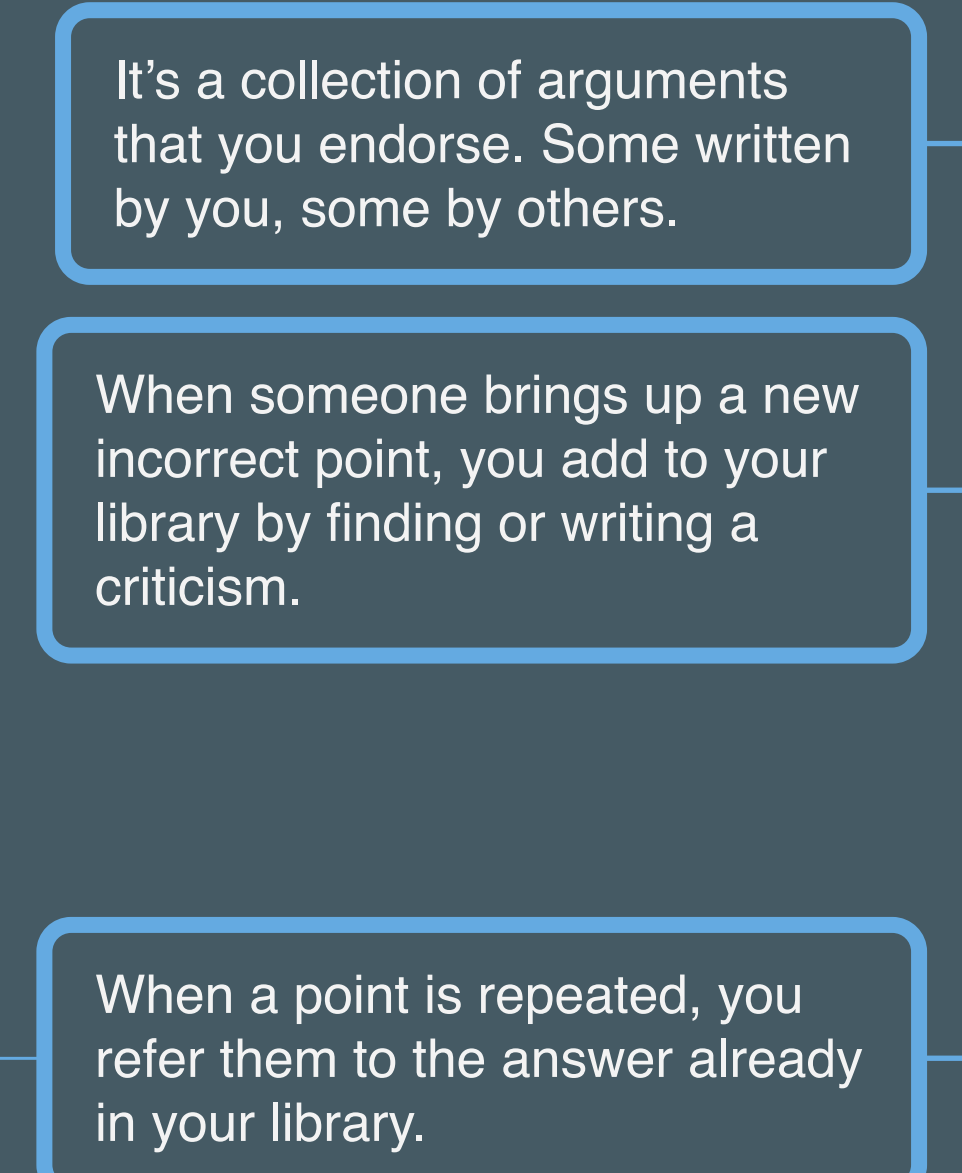 It’s a collection of arguments
that you endorse. Some written
by you, some by others.
When someone brings up a new
incorrect point, you add to your
library by finding or writing a
criticism.
When a point is repeated, you
refer them to the answer already
in your library.